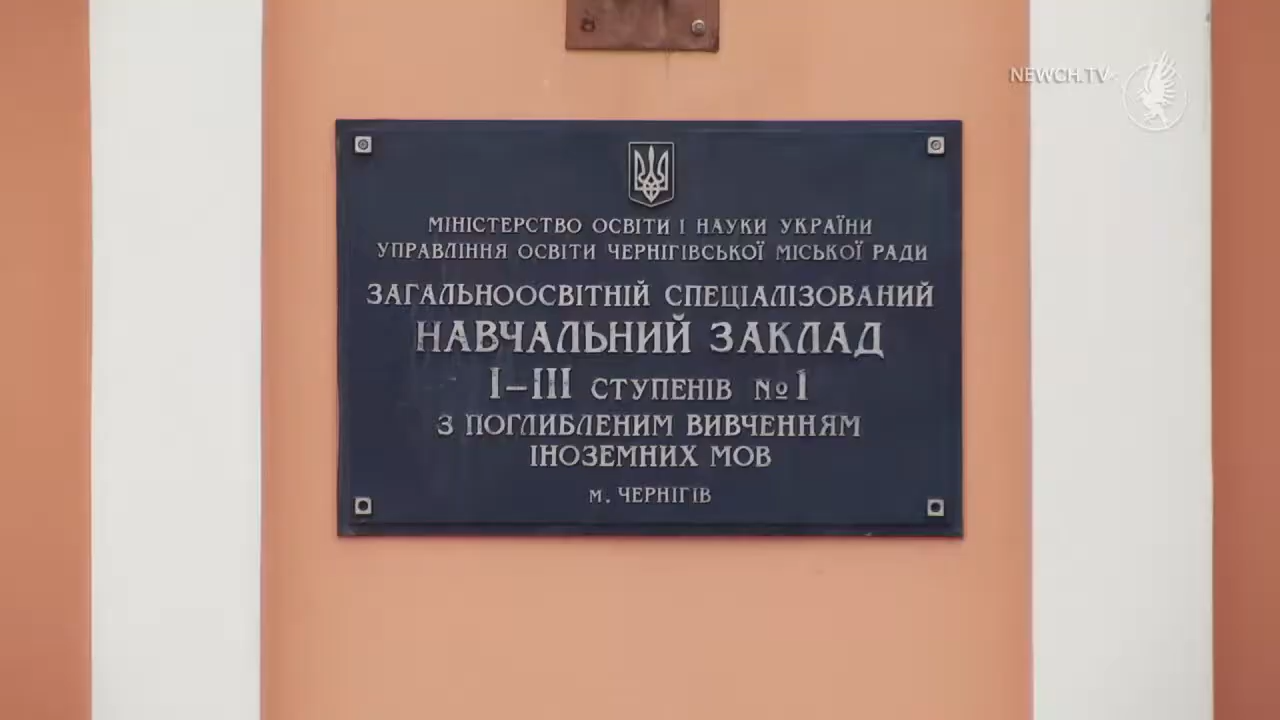 NEWCH.TV
МІНІСТЕРСТВО ОСВІТИ І НАУКИ УКРАЇНИ
УПРАВЛІННЯ ОСВІТИ ЧЕРНІГІВСЬКОЇ МІСЬКОЇ РАДИ
ЗАГАЛЬНООСВІТНІЙ СПЕЦІАЛІЗОВАНИЙ
НАВЧАЛЬНИЙ ЗАКЛАД
І–ІІІ СТУПЕНІВ №1
З ПОГЛИБЛЕНИМ ВИВЧЕННЯМ
ІНОЗЕМНИХ МОВ
м. ЧЕРНІГІВ